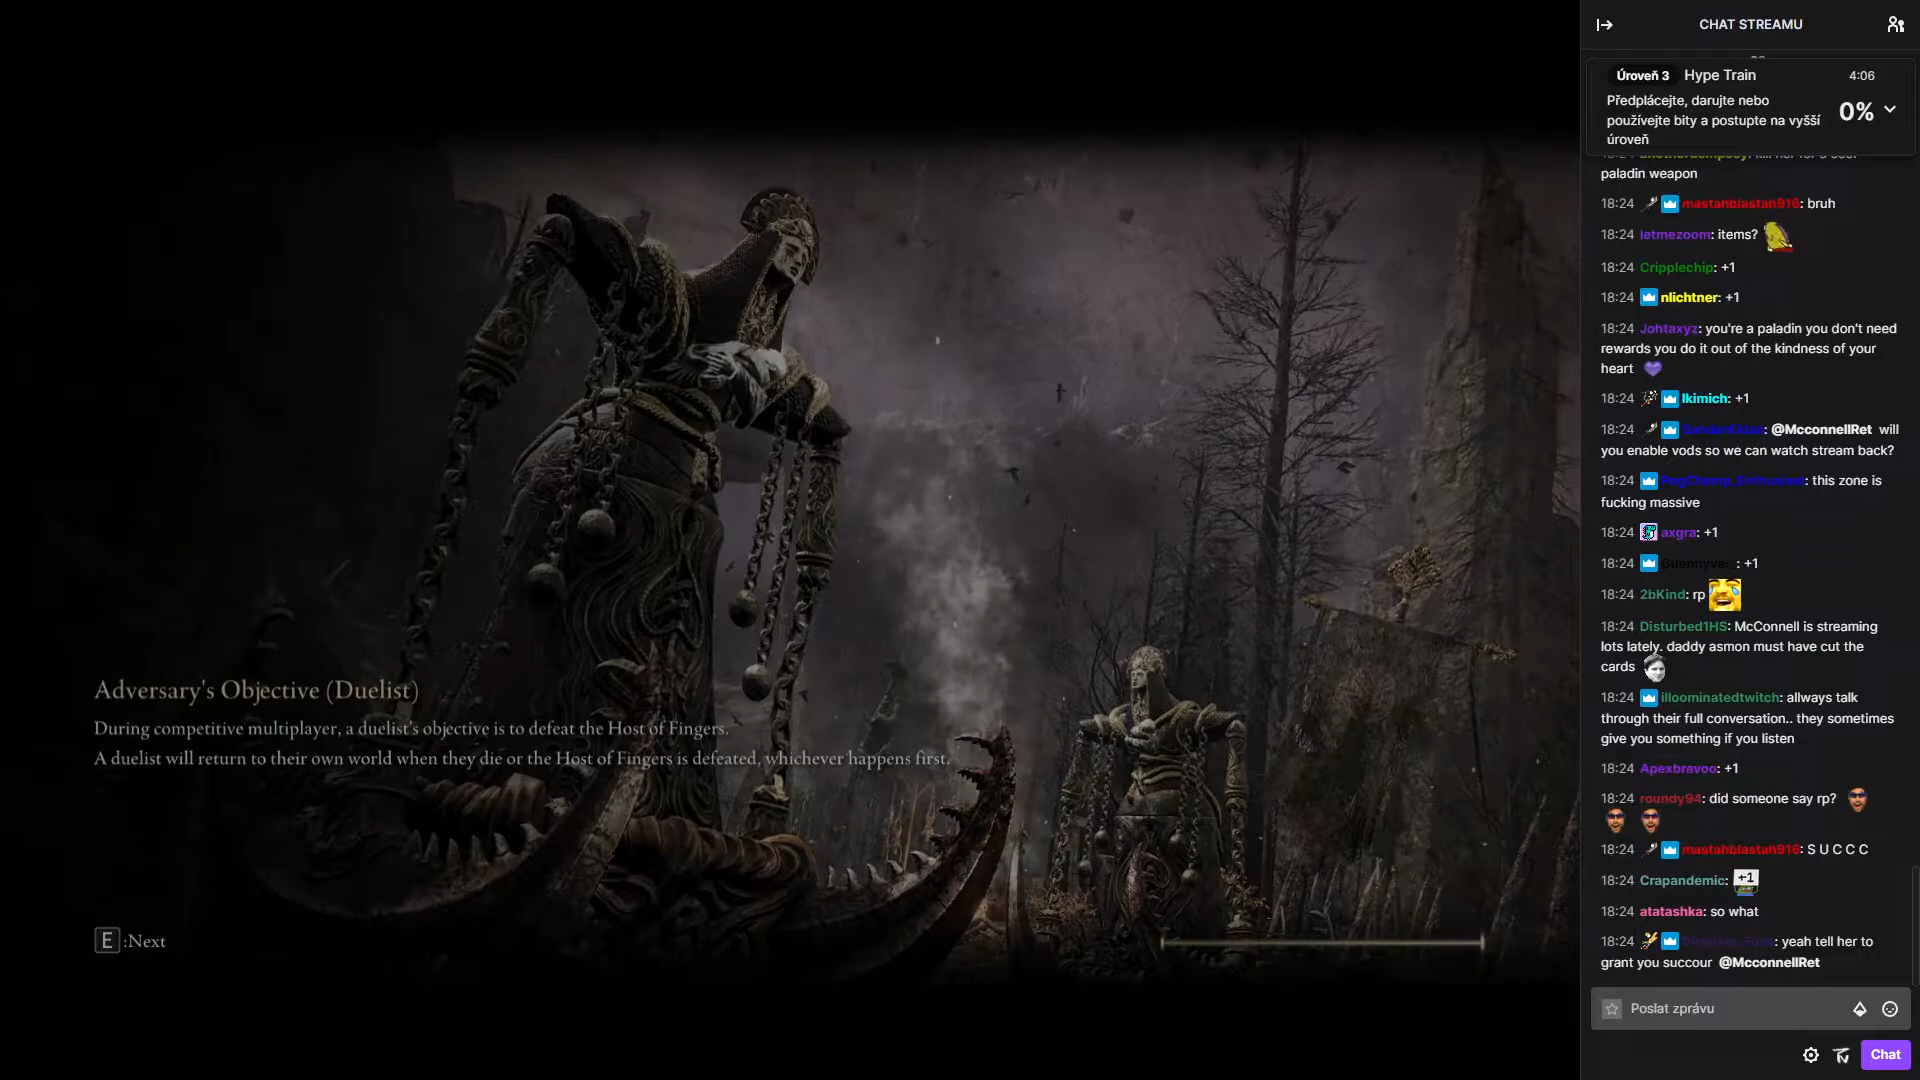 Adversary's Objective (Duelist)
During competitive multiplayer, a duelist's objective is to defeat the Host of Fingers.
A duelist will return to their own world when they die or the Host of Fingers is defeated, whichever happens first.
E :Next
CHAT STREAMU
Úroveň 3 Hype Train 4:06
Předplácejte, darujte nebo
používejte bity a postupte na vyšší
úroveň
0%
paladin weapon
18:24 mastahblastah916: bruh
18:24 letmezoom: items?
18:24 Cripplechip: +1
18:24 nlichtner: +1
18:24 Johtaxyz: you're a paladin you don't need
rewards you do it out of the kindness of your
heart
18:24 Ikimich: +1
18:24 : @McconnellRet will
you enable vods so we can watch stream back?
18:24 PogChamp_Enthusiast: this zone is
fucking massive
18:24 axgra: +1
18:24 : +1
18:24 2bKind: rp
18:24 Disturbed1HS: McConnell is streaming
lots lately. daddy asmon must have cut the
cards
18:24 illoominatedtwitch: allways talk
through their full conversation.. they sometimes
give you something if you listen
18:24 Apexbravoo: +1
18:24 roundy94: did someone say rp?
18:24 mastahblastah916: S U C C C
18:24 Crapandemic: +1
18:24 atatashka: so what
18:24 : yeah tell her to
grant you succour @McconnellRet
Poslat zprávu
Chat